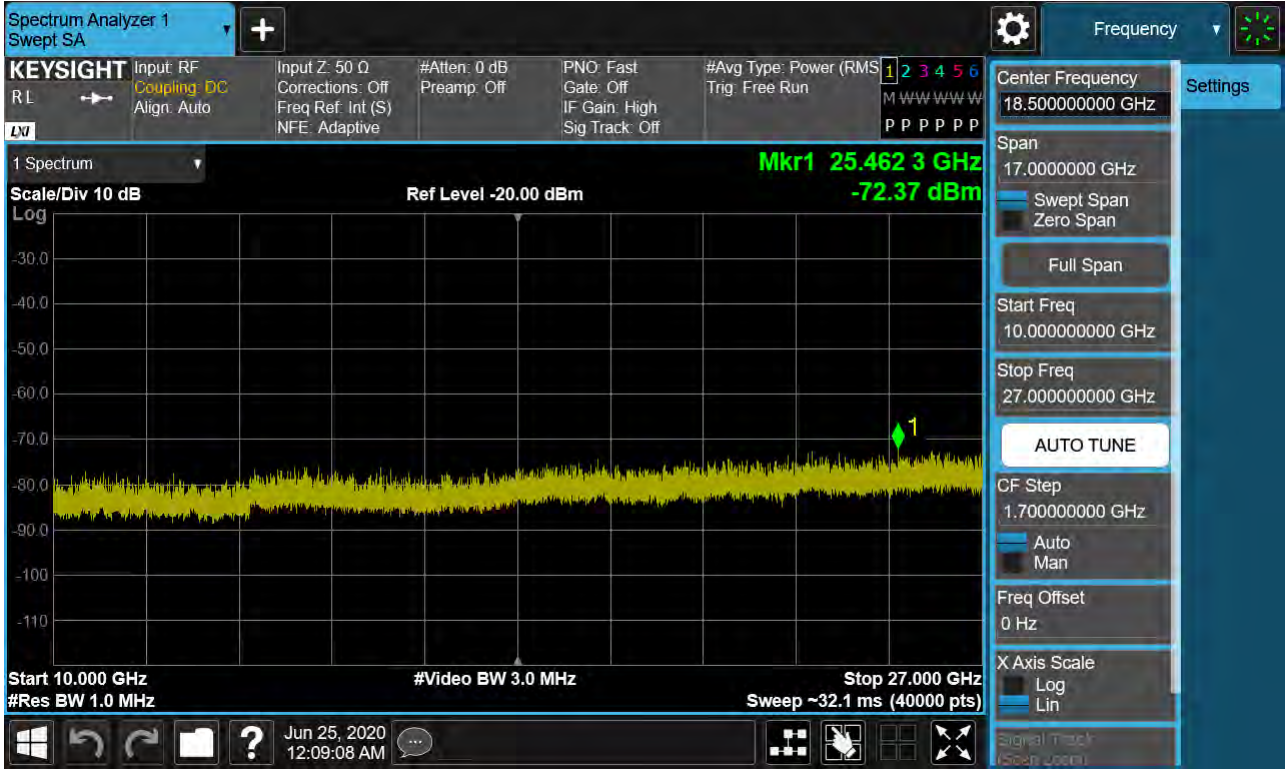 Spectrum Analyzer 1
Swept SA
+
Frequency
KEYSIGHT
RL
LXI
Input: RF
Coupling: DC
Align: Auto
Input Z: 50 Ω
Corrections: Off
Freq Ref: Int (S)
NFE: Adaptive
#Atten: 0 dB
Preamp: Off
PNO: Fast
Gate: Off
IF Gain: High
Sig Track: Off
#Avg Type: Power (RMS
Trig: Free Run
1 2 3 4 5 6
M W W W W W
P P P P P P
1 Spectrum
Scale/Div 10 dB
Log
Ref Level -20.00 dBm
Mkr1 25.462 3 GHz
-72.37 dBm
-30.0
-40.0
-50.0
-60.0
-70.0
-80.0
-90.0
-100
-110
1
Start 10.000 GHz
#Res BW 1.0 MHz
#Video BW 3.0 MHz
Stop 27.000 GHz
Sweep ~32.1 ms (40000 pts)
Center Frequency
18.500000000 GHz
Span
17.0000000 GHz
Swept Span
Zero Span
Full Span
Start Freq
10.000000000 GHz
Stop Freq
27.000000000 GHz
AUTO TUNE
CF Step
1.700000000 GHz
Auto
Man
Freq Offset
0 Hz
X Axis Scale
Log
Lin
Signal Track
(Span Zoom)
Settings
?
Jun 25, 2020
12:09:08 AM